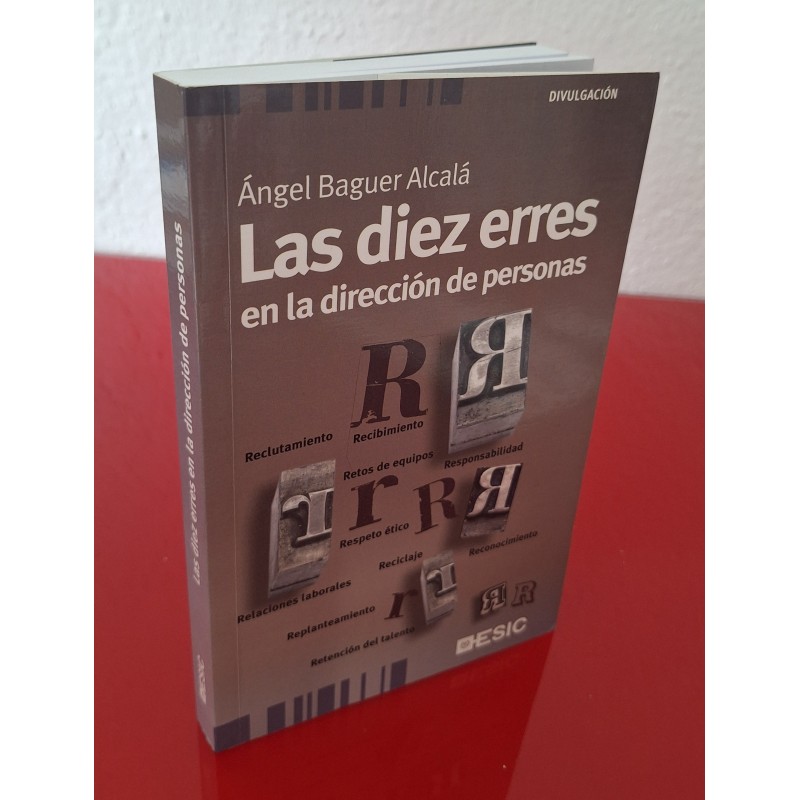 DIVULGACIÓN
Ángel Baguer Alcalá
Las diez erres
en la dirección de personas
R R
Reclutamiento Recibimiento
Retos de equipos Responsabilidad
r r R R
Respeto ético Reconocimiento
Reciclaje
Relaciones laborales
r r R R
Replanteamiento
Retención del talento
ESIC
Las diez erres en la dirección de personas
ESIC